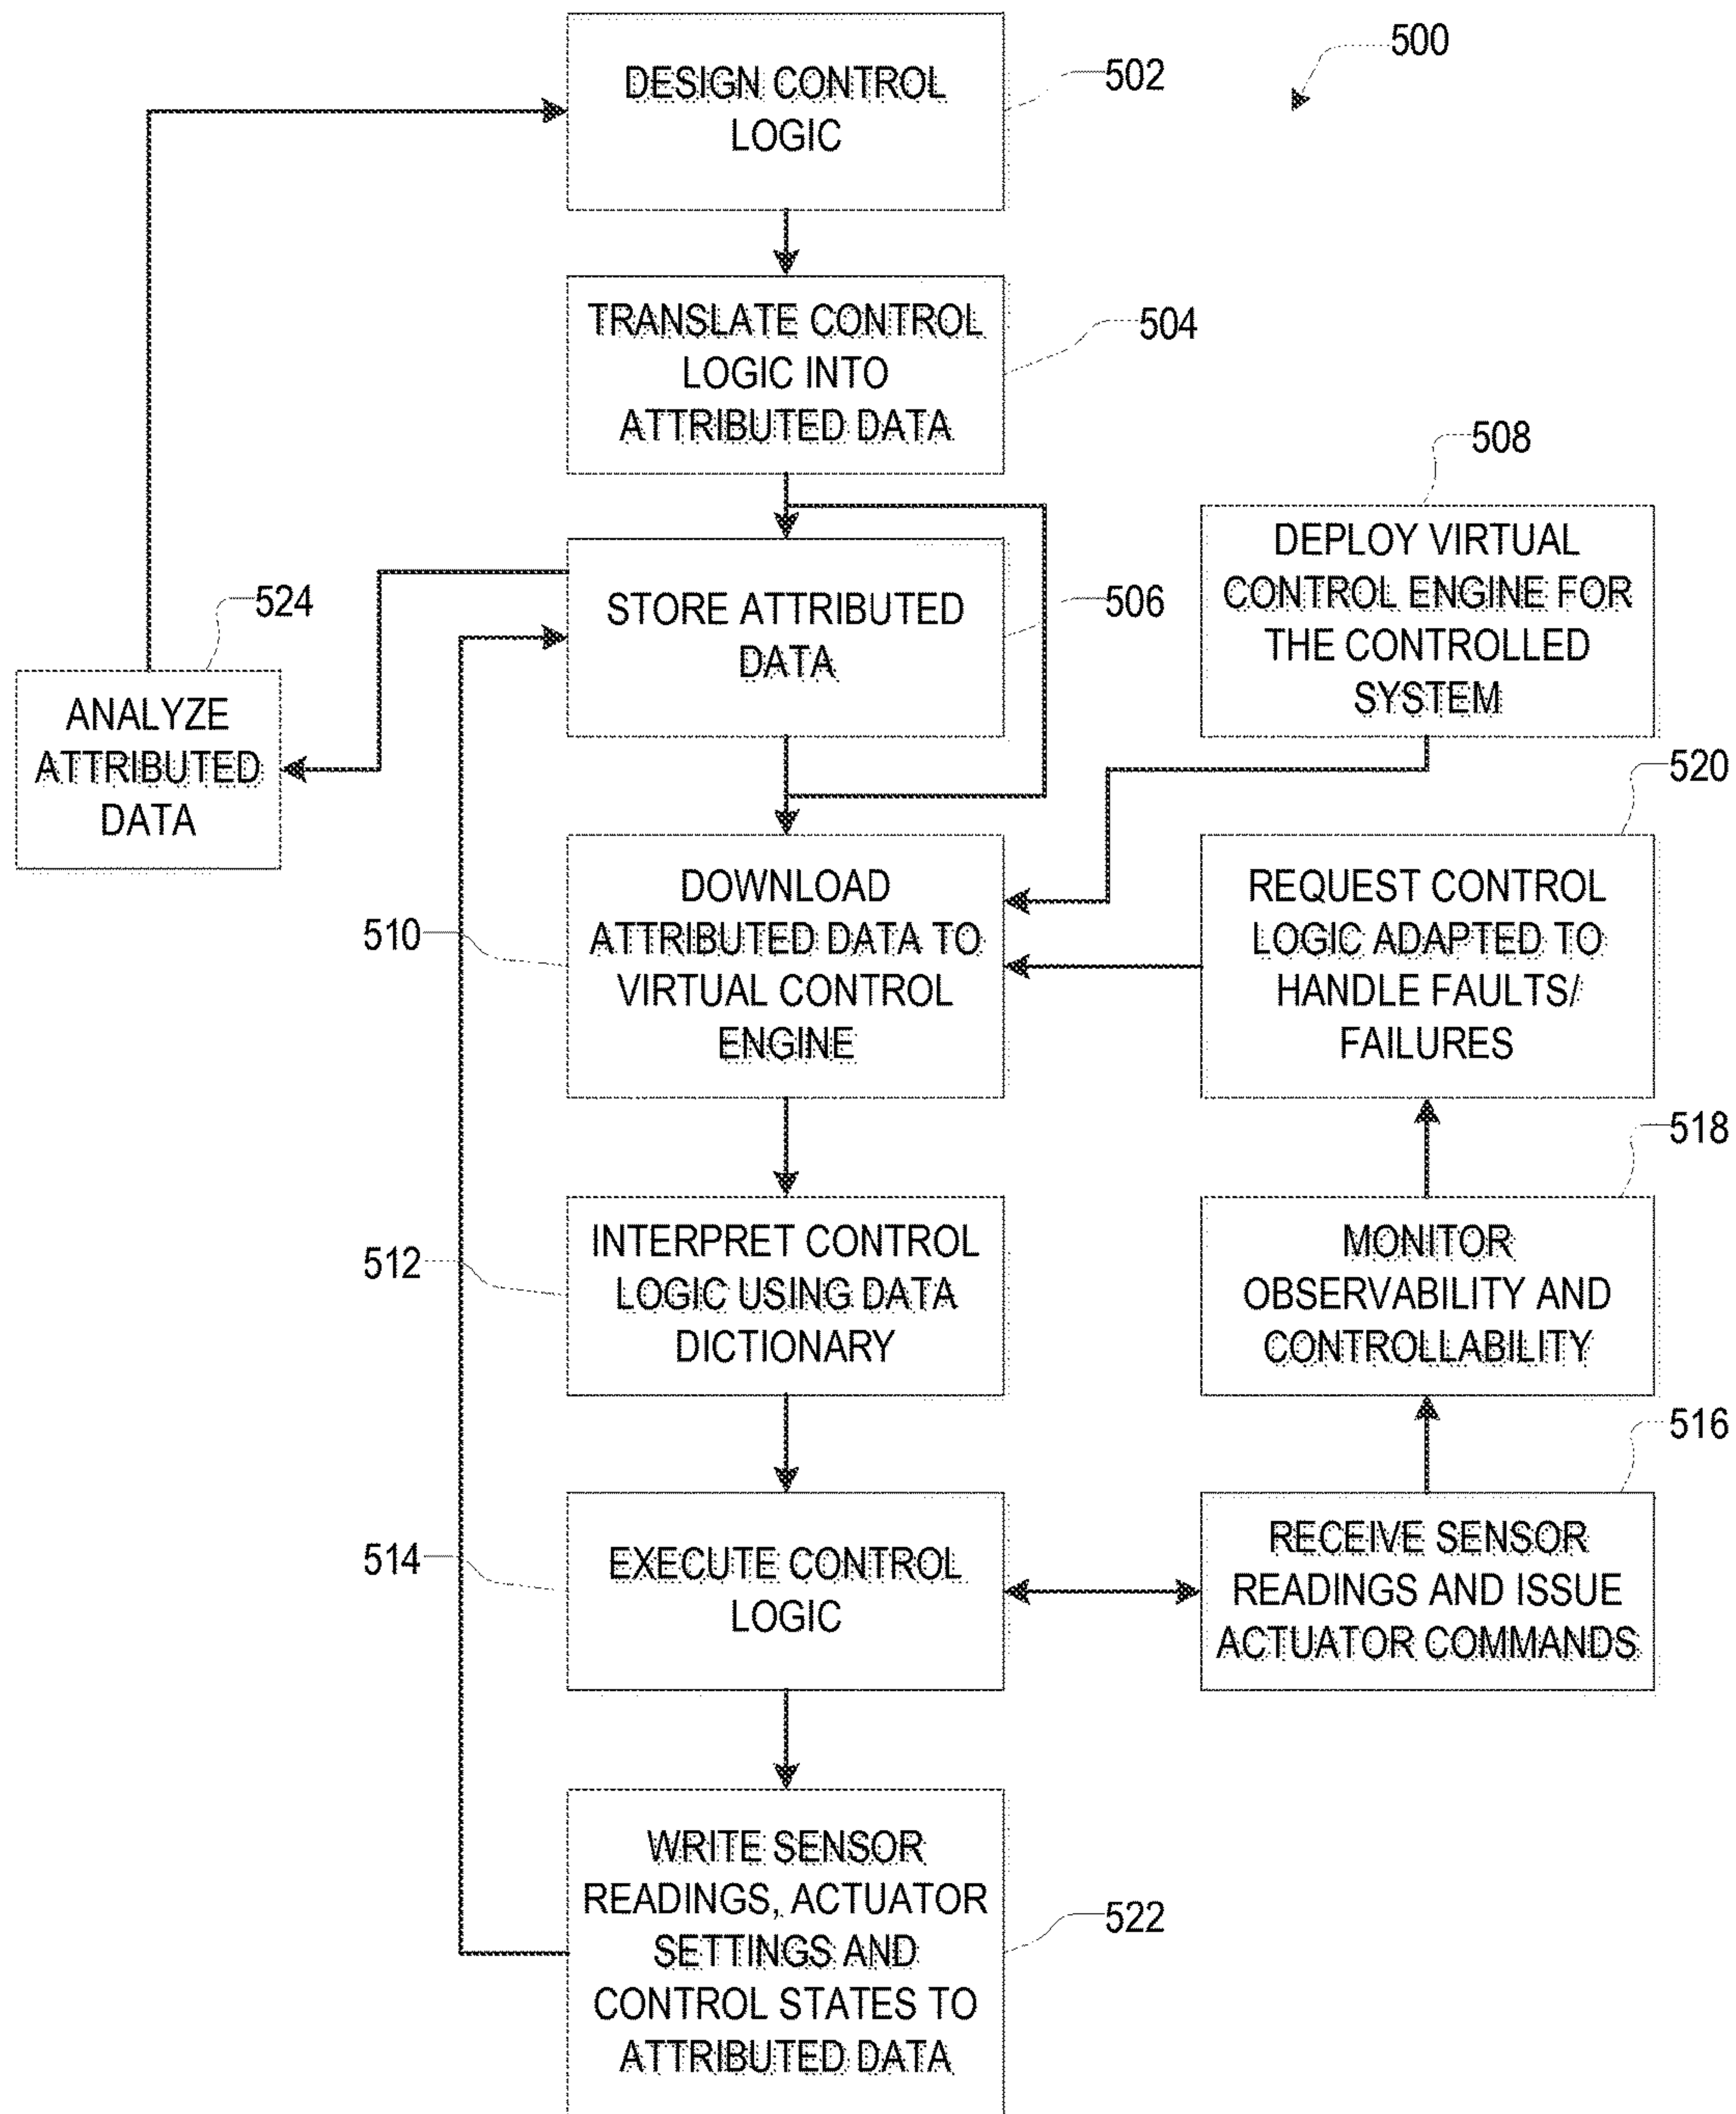 500
DESIGN CONTROL
LOGIC
502
TRANSLATE CONTROL
LOGIC INTO
ATTRIBUTED DATA
504
STORE ATTRIBUTED
DATA
506
508
DEPLOY VIRTUAL
CONTROL ENGINE FOR
THE CONTROLLED
SYSTEM
524
ANALYZE
ATTRIBUTED
DATA
510
DOWNLOAD
ATTRIBUTED DATA TO
VIRTUAL CONTROL
ENGINE
520
REQUEST CONTROL
LOGIC ADAPTED TO
HANDLE FAULTS/
FAILURES
512
INTERPRET CONTROL
LOGIC USING DATA
DICTIONARY
518
MONITOR
OBSERVABILITY AND
CONTROLLABILITY
514
EXECUTE CONTROL
LOGIC
516
RECEIVE SENSOR
READINGS AND ISSUE
ACTUATOR COMMANDS
WRITE SENSOR
READINGS, ACTUATOR
SETTINGS AND
CONTROL STATES TO
ATTRIBUTED DATA
522